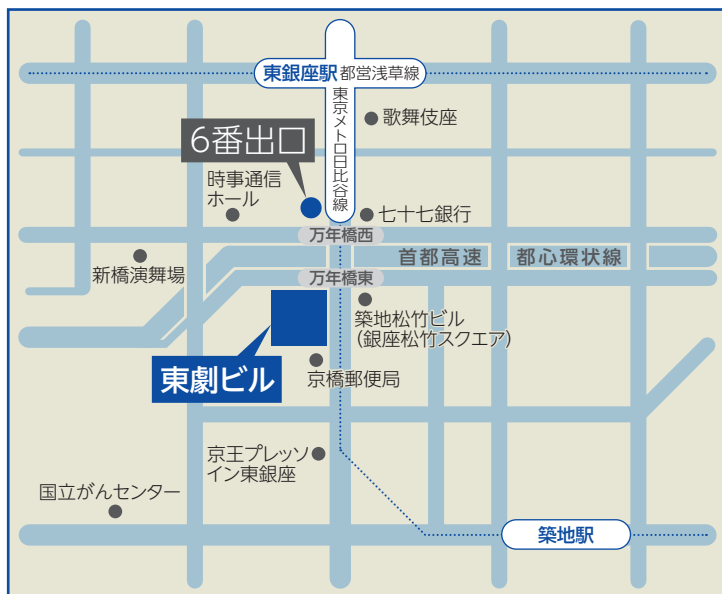 東銀座駅 都営浅草線
東京メトロ日比谷線
歌舞伎座
6番出口
時事通信
ホール
七十七銀行
万年橋西
首都高速 都心環状線
新橋演舞場
万年橋東
築地松竹ビル
(銀座松竹スクエア)
東劇ビル
京橋郵便局
京王プレッソ
イン東銀座
国立がんセンター
築地駅